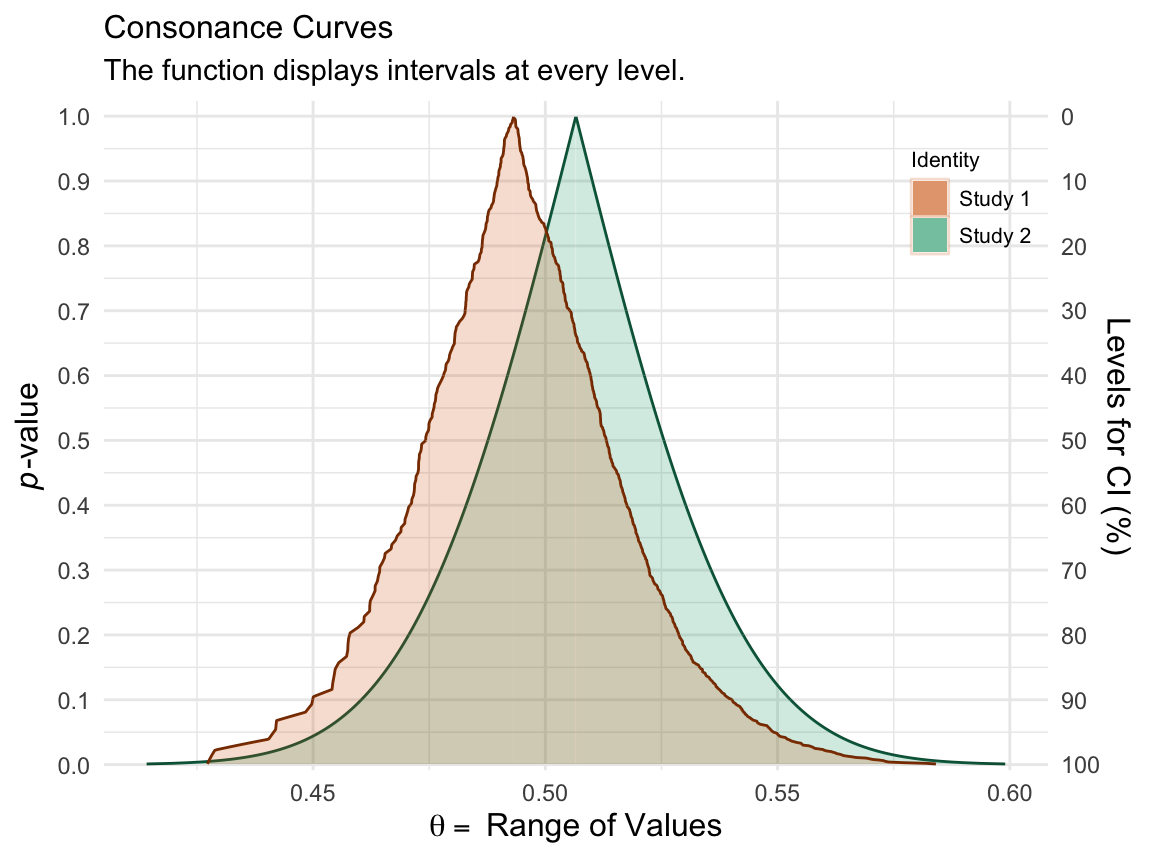 Consonance Curves
The function displays intervals at every level.
1.0
0.9
0.8
0.7
0.6
0.5
0.4
0.3
0.2
0.1
0.0
p-value
0
10
20
30
40
50
60
70
80
90
100
Levels for CI (%)
Identity
Study 1
Study 2
0.45 0.50 0.55 0.60
θ = Range of Values